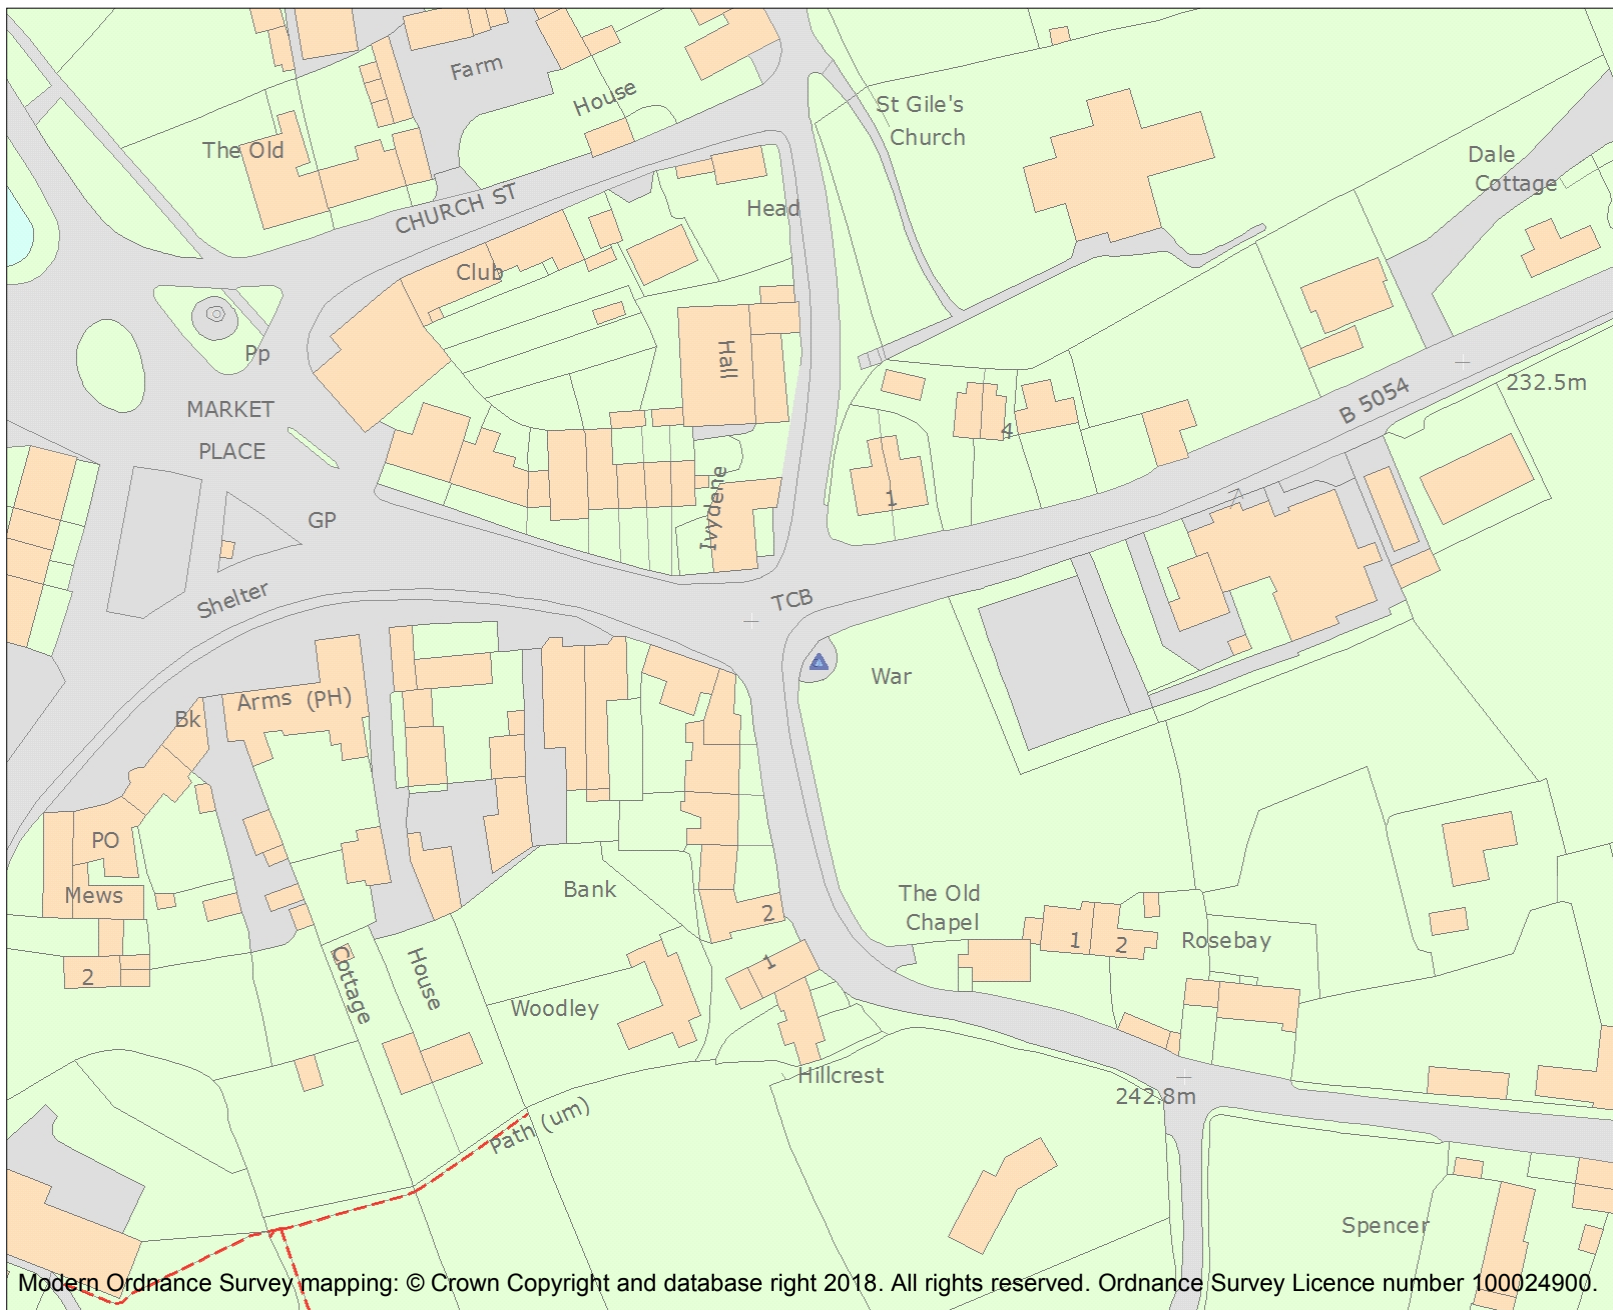 Farm
House
St Gile's
Church
The Old
Dale
Cottage
CHURCH ST
Head
Club
Pp
Hall
232.5m
B 5054
MARKET
PLACE
4
1
Ivydene
GP
Shelter
TCB
War
Arms (PH)
Bk
PO
Mews
Bank
2
The Old
Chapel
1
2
Rosebay
2
1
Cottage
House
Woodley
Hillcrest
242.8m
Path (um)
Spencer
Modern Ordnance Survey mapping: © Crown Copyright and database right 2018. All rights reserved. Ordnance Survey Licence number 100024900.